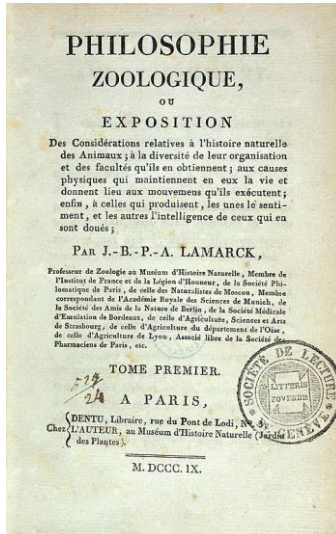 PHILOSOPHIE
ZOOLOGIQUE,
OU
EXPOSITION
Des Considérations relatives à l'histoire naturelle
des Animaux; à la diversité de leur organisation
et des facultés qu'ils en obtiennent; aux causes
physiques qui maintiennent en eux la vie et
donnent lieu aux mouvemens qu'ils exécutent;
enfin, à celles qui produisent, les unes le senti-
ment, et les autres l'intelligence de ceux qui en
sont doués;
PAR J.-B.-P.-A. LAMARCK,
Professeur de Zoologie au Muséum d'Histoire Naturelle, Membre de
l'Institut de France et de la Légion d'Honneur, de la Société Phi-
lomatique de Paris, de celle des Naturalistes de Moscou, Membre
correspondant de l'Académie Royale des Sciences de Munich, de
la Société des Amis de la Nature de Berlin, de la Société Médicale
d'Emulation de Bordeaux, de celle d'Agriculture, Sciences et Arts
de Strasbourg, de celle d'Agriculture du département de l'Oise,
de celle d'Agriculture de Lyon, Associé libre de la Société des
Pharmaciens de Paris, etc.
TOME PREMIER.
A PARIS,
Chez
DENTU, Libraire, rue du Pont de Lodi, N°. 3;
L'AUTEUR, au Muséum d'Histoire Naturelle (Jardin
des Plantes).
M. DCCC. IX.
SOCIÉTÉ DE LECTURE
LITTERIS
FOVENDIS
GENEVE